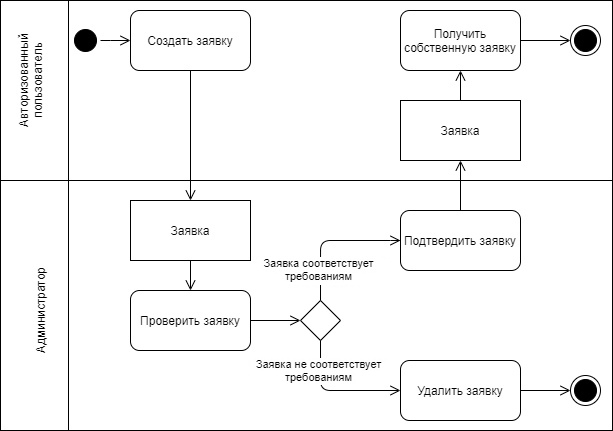 Авторизованный
пользователь
Создать заявку
Получить
собственную заявку
Заявка
Администратор
Заявка
Проверить заявку
Заявка соответствует
требованиям
Подтвердить заявку
Заявка не соответствует
требованиям
Удалить заявку